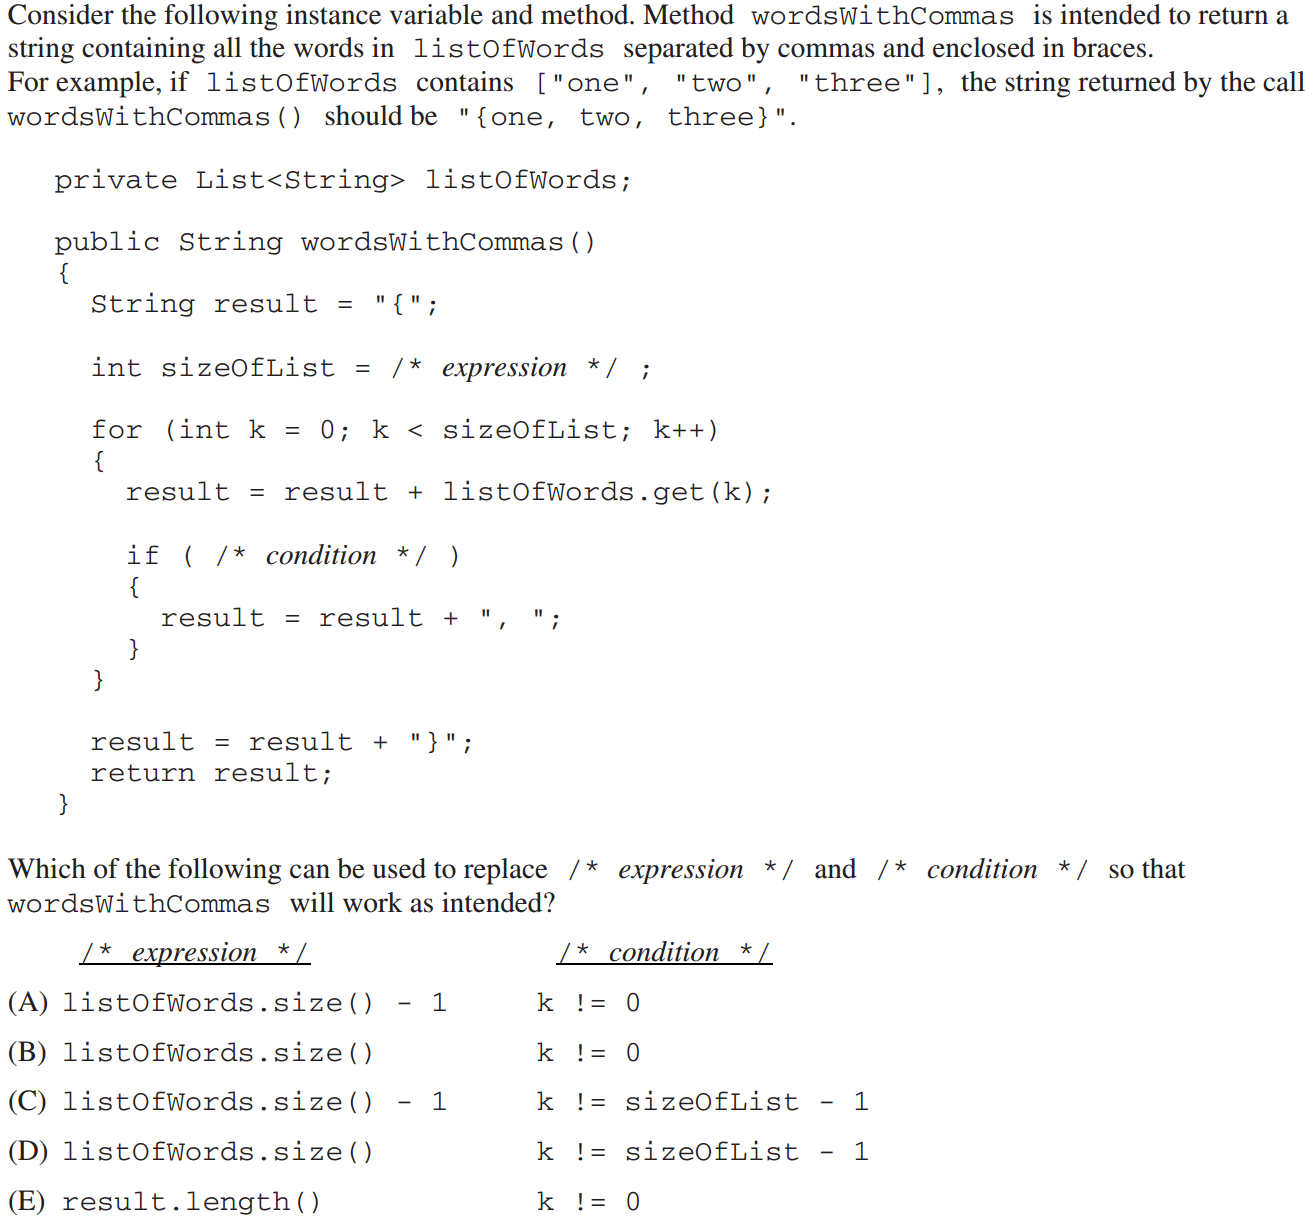 Consider the following instance variable and method. Method wordsWithCommas is intended to return a
string containing all the words in listOfWords separated by commas and enclosed in braces.
For example, if listOfWords contains ["one", "two", "three"], the string returned by the call
wordsWithCommas() should be "{one, two, three}".
private List<String> listOfWords;
public String wordsWithCommas()
{
String result = "{";
int sizeOfList = /* expression */ ;
for (int k = 0; k < sizeOfList; k++)
{
result = result + listOfWords.get(k);
if ( /* condition */ )
{
result = result + ", ";
}
}
result = result + "}";
return result;
}
Which of the following can be used to replace /* expression */ and /* condition */ so that
wordsWithCommas will work as intended?
/* expression */ /* condition */
(A) listOfWords.size() - 1 k != 0
(B) listOfWords.size() k != 0
(C) listOfWords.size() - 1 k != sizeOfList - 1
(D) listOfWords.size() k != sizeOfList - 1
(E) result.length() k != 0